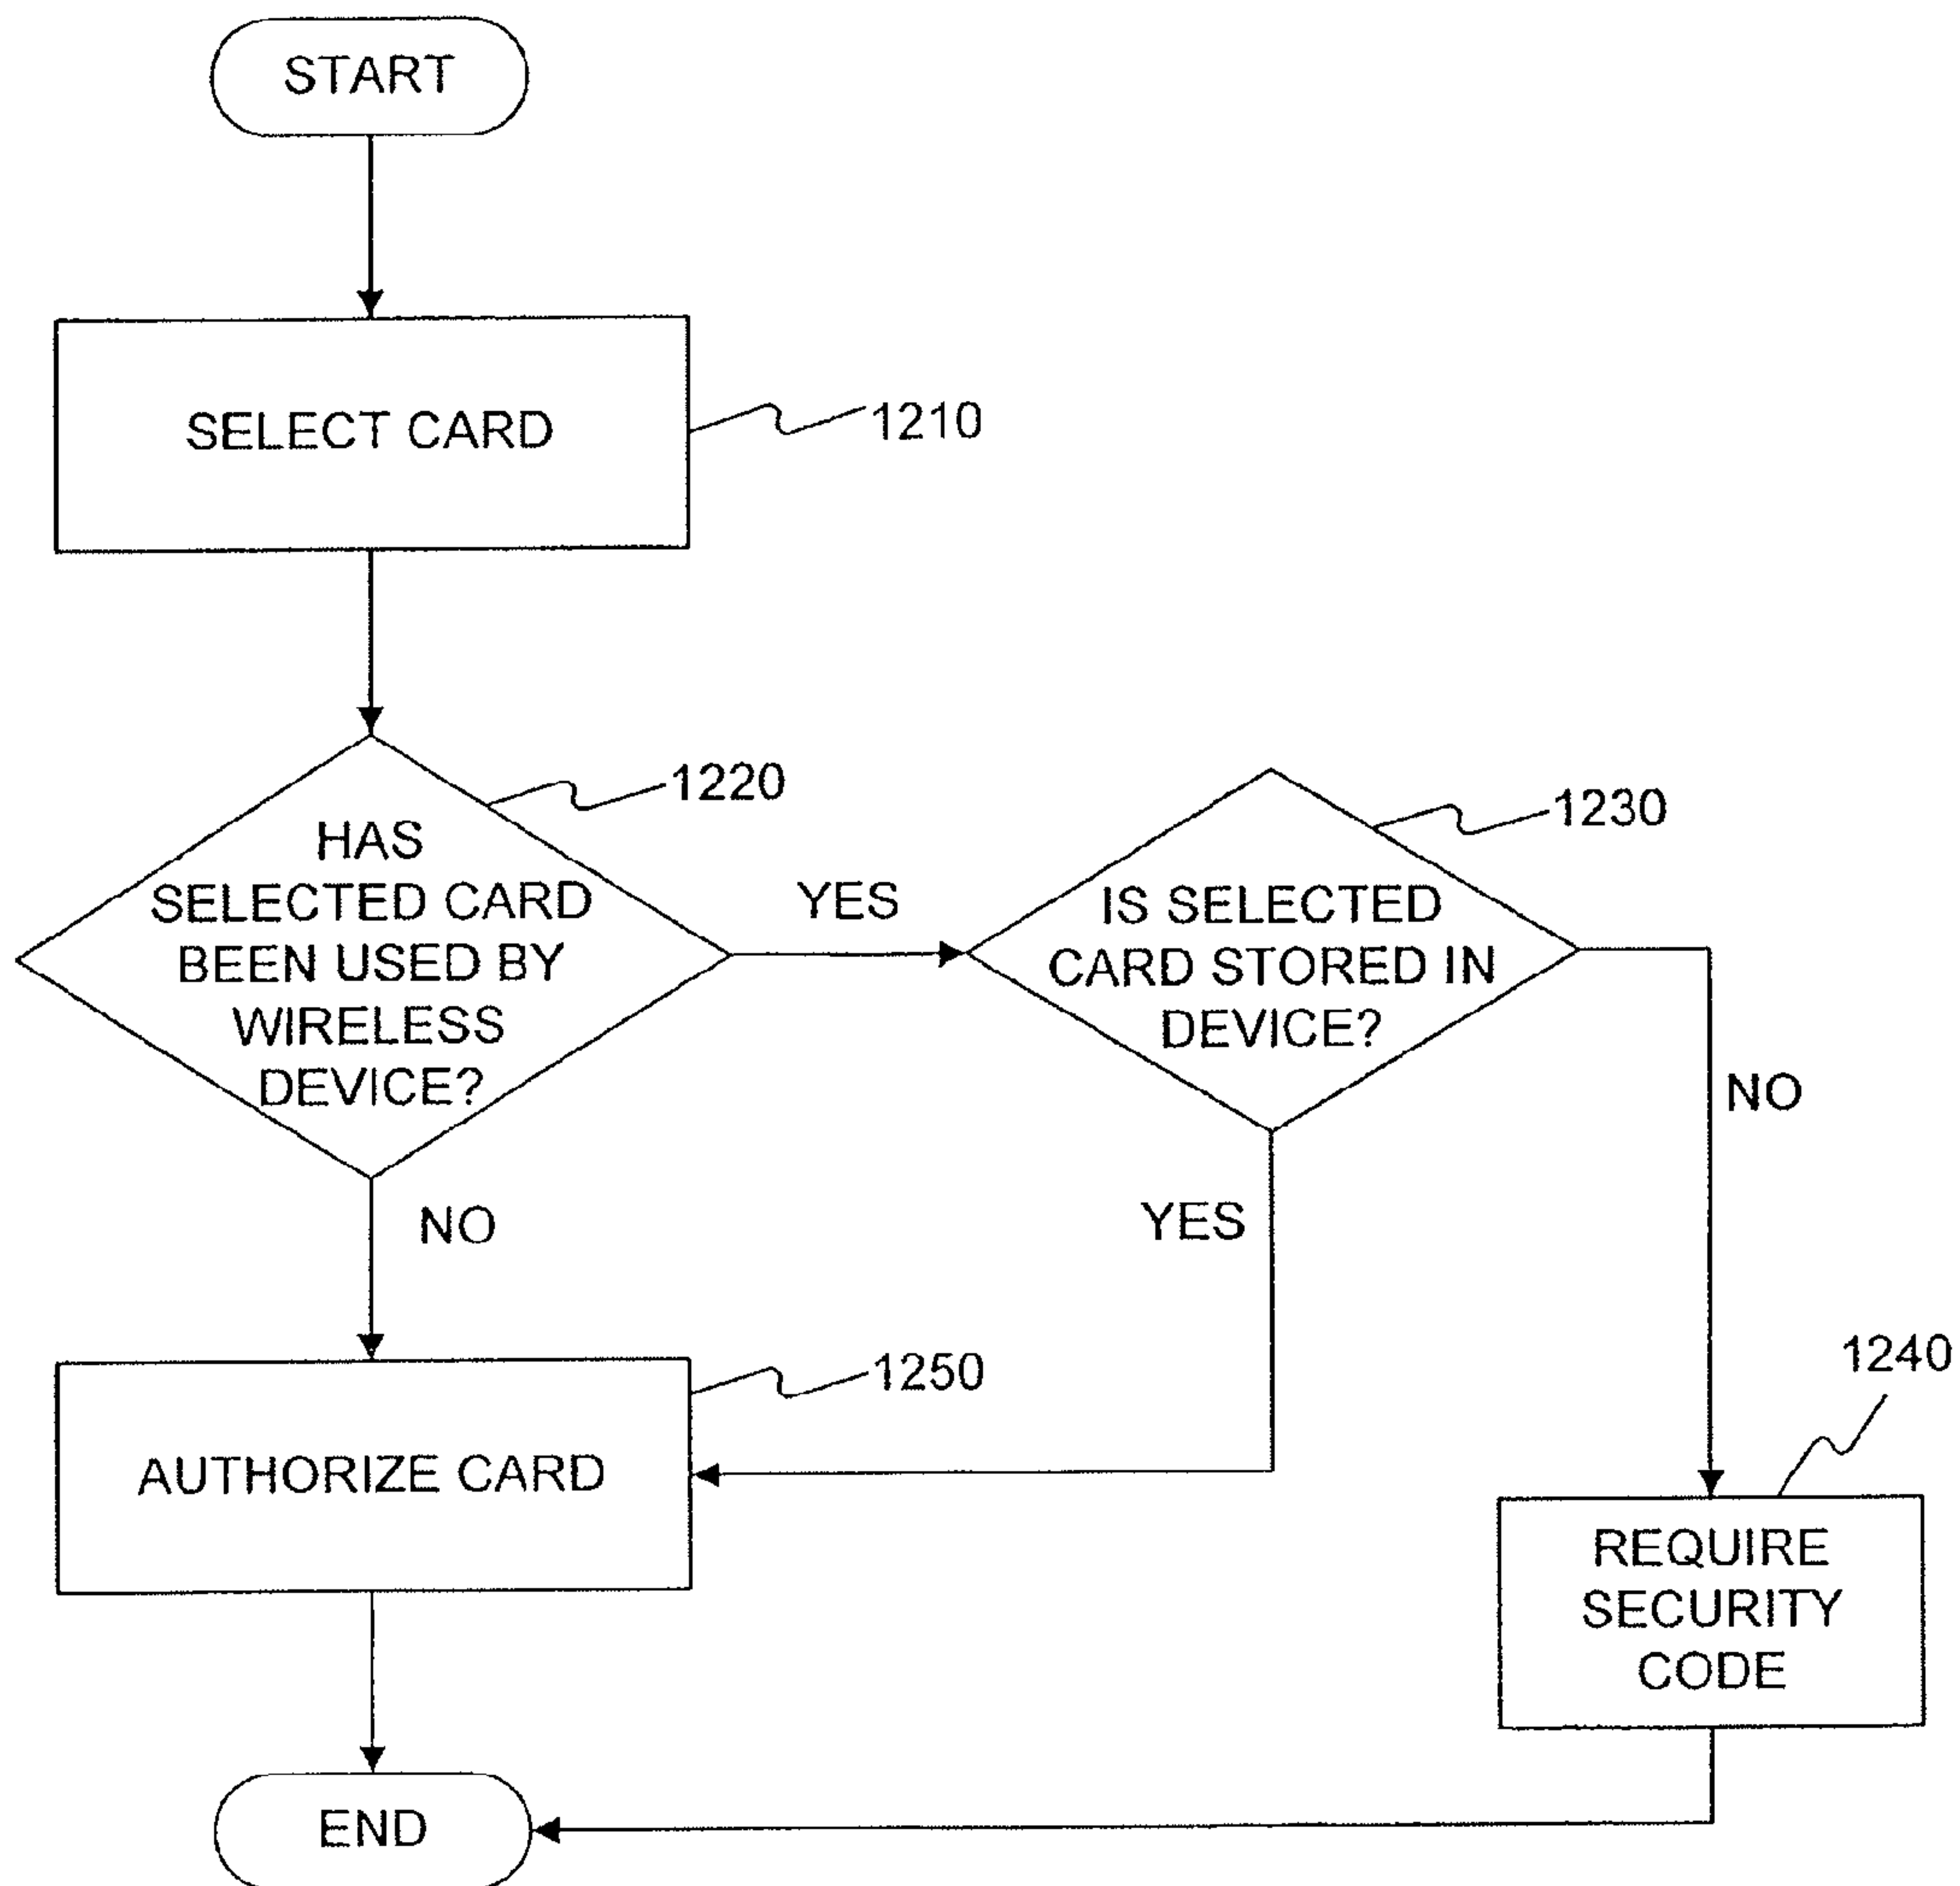 START
SELECT CARD
1210
1220
HAS
SELECTED CARD
BEEN USED BY
WIRELESS
DEVICE?
YES
1230
IS SELECTED
CARD STORED IN
DEVICE?
NO
NO
YES
1250
AUTHORIZE CARD
1240
REQUIRE
SECURITY
CODE
END